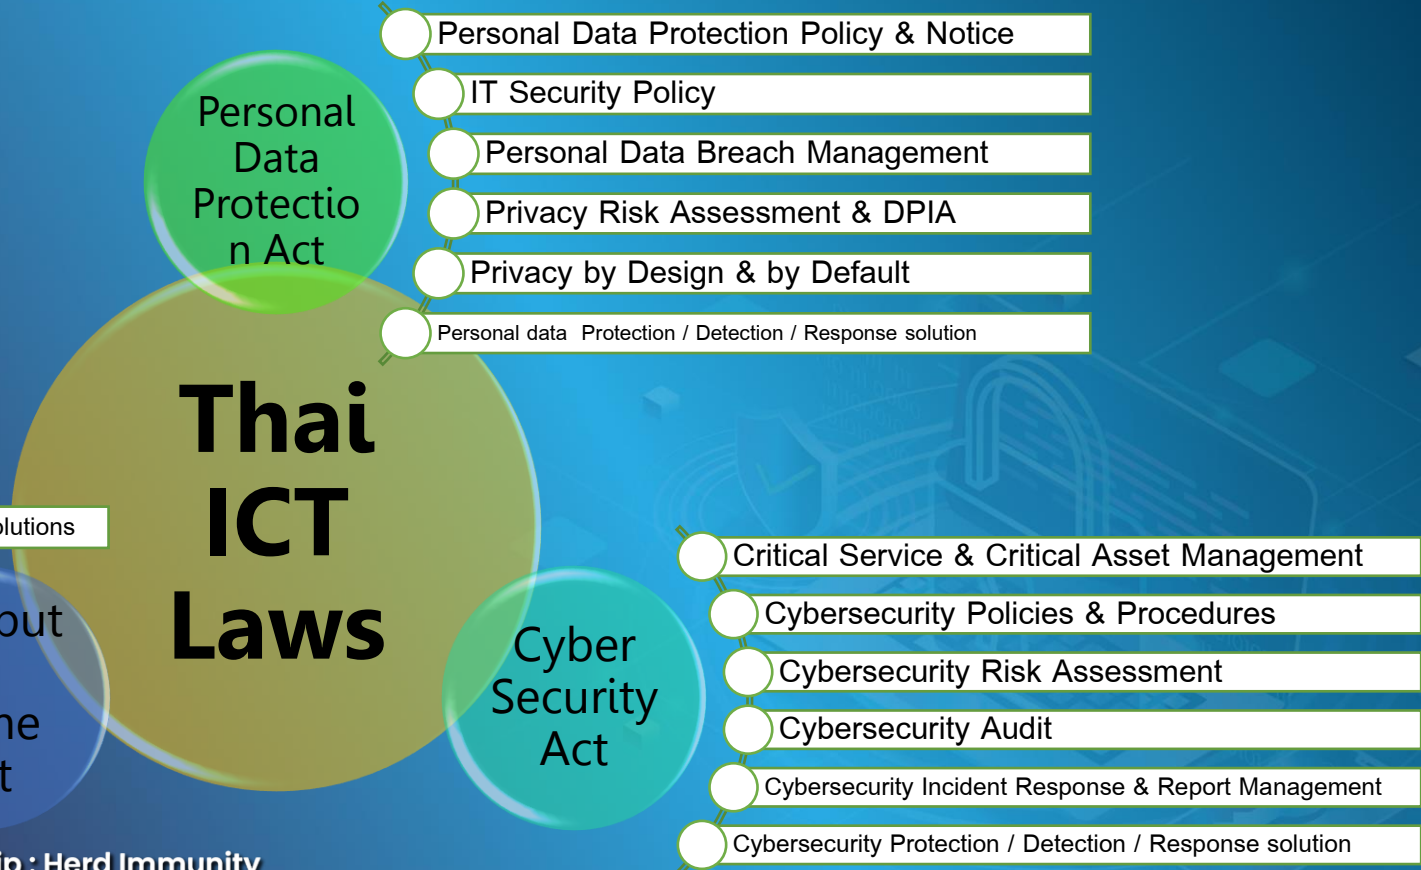 Personal Data Protection Policy & Notice
IT Security Policy
Personal Data Breach Management
Privacy Risk Assessment & DPIA
Privacy by Design & by Default
Personal data Protection / Detection / Response solution
Personal
Data
Protectio
n Act
Thai
ICT
Laws
Cyber
Security
Act
Critical Service & Critical Asset Management
Cybersecurity Policies & Procedures
Cybersecurity Risk Assessment
Cybersecurity Audit
Cybersecurity Incident Response & Report Management
Cybersecurity Protection / Detection / Response solution
: Herd Immunity